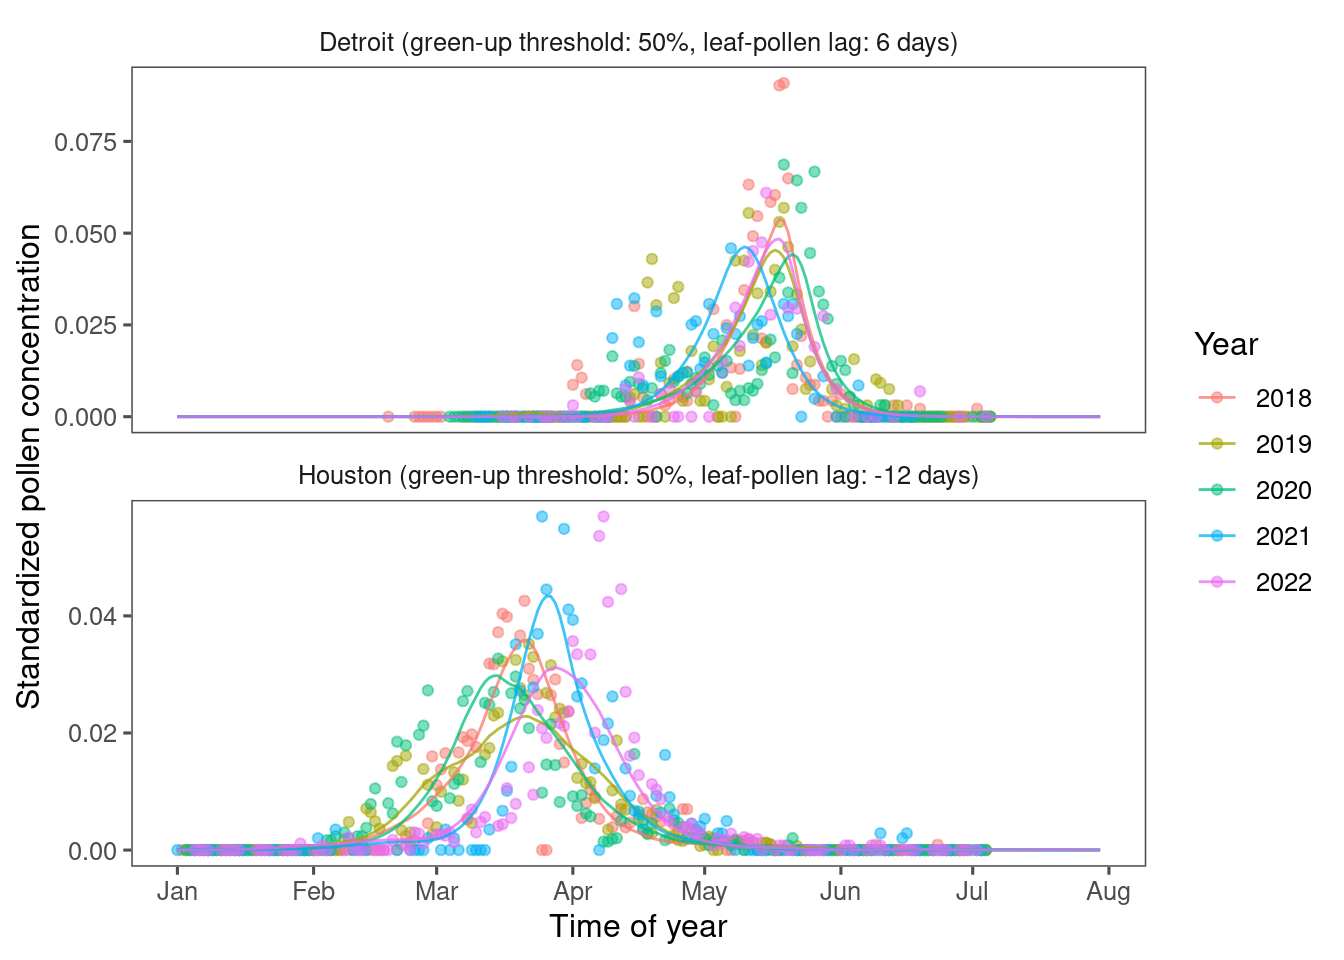 Detroit (green-up threshold: 50%, leaf-pollen lag: 6 days)
0.075
0.050
0.025
0.000
Standardized pollen concentration
Houston (green-up threshold: 50%, leaf-pollen lag: -12 days)
0.04
0.02
0.00
Jan Feb Mar Apr May Jun Jul Aug
Time of year
Year
2018
2019
2020
2021
2022